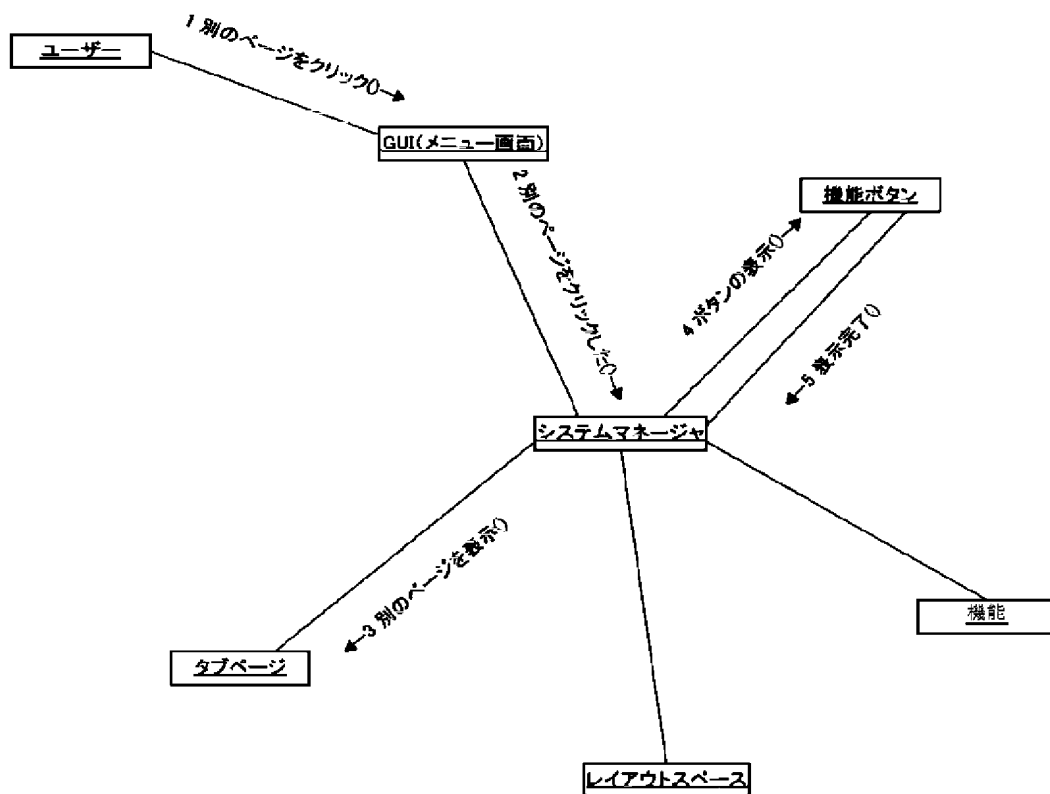 ユーザー
1 別のページをクリック()→
GUI(メニュー画面)
2 別のページをクリックした()→
機能ボタン
4 ボタンの表示()→
←5 表示完了()
システムマネージャ
←3 別のページを表示()
機能
タブページ
レイアウトスペース